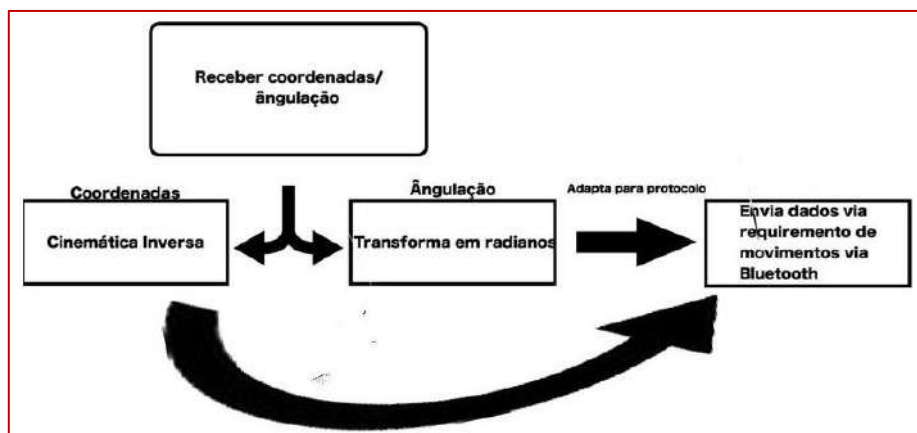 Receber coordenadas/
ângulação
Coordenadas
Cinemática Inversa
Ângulação
Transforma em radianos
Adapta para protocolo
Envia dados via
requiremento de
movimentos via
Bluetooth